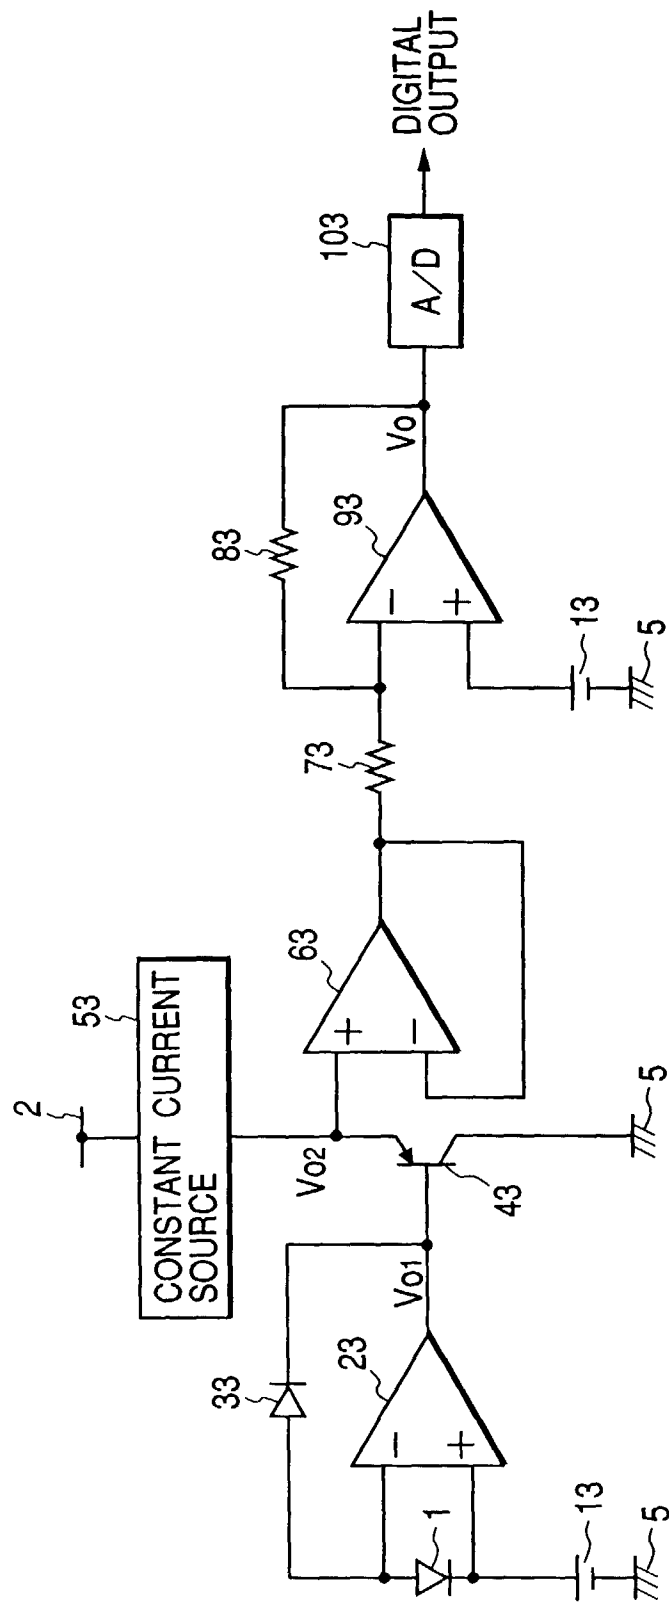 2
53
CONSTANT CURRENT
SOURCE
33
23
−
+
Vo1
1
13
5
Vo2
43
5
63
+
−
73
83
93
−
+
Vo
13
5
103
A/D
DIGITAL
OUTPUT